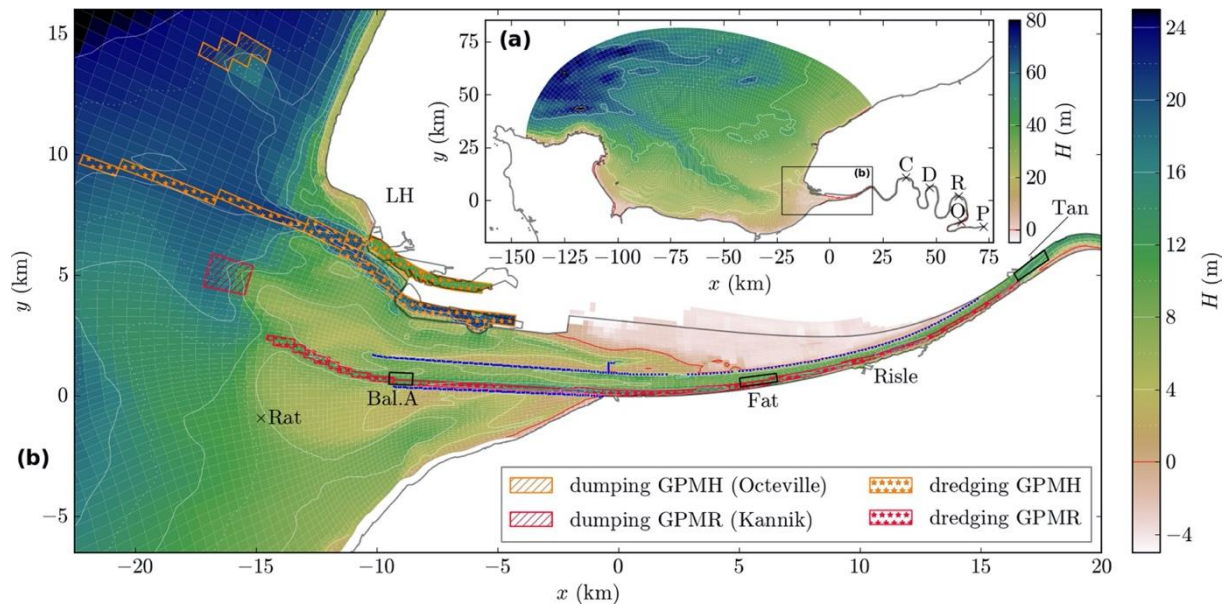 (a)
80
60
40
20
0
H (m)
75
50
25
0
y (km)
−150
−125
−100
−75
−50
−25
0
25
50
75
x (km)
(b)
C
D
R
O
P
15
10
5
0
−5
y (km)
LH
Tan
Bal.A
Fat
Risle
×Rat
(b)
dumping GPMH (Octeville)
dredging GPMH
dumping GPMR (Kannik)
dredging GPMR
−20
−15
−10
−5
0
5
10
15
20
x (km)
24
20
16
12
8
4
0
−4
H (m)